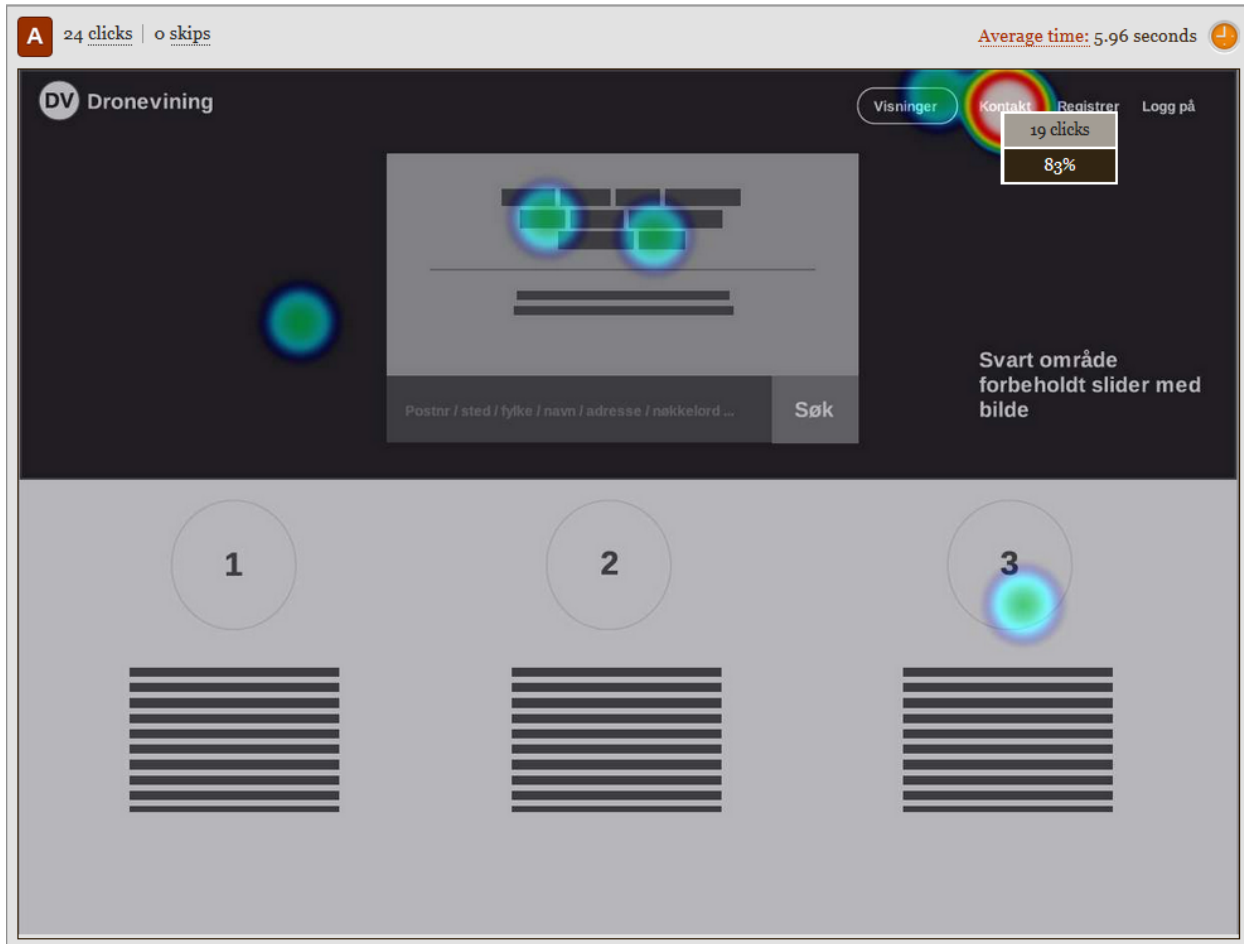 A 24 clicks | 0 skips Average time: 5.96 seconds
DV Dronevining Visninger Kontakt Registrer Logg på
19 clicks
83%
Svart område
forbeholdt slider med
bilde
Postnr / sted / fylke / navn / adresse / nøkkelord ... Søk
1 2 3